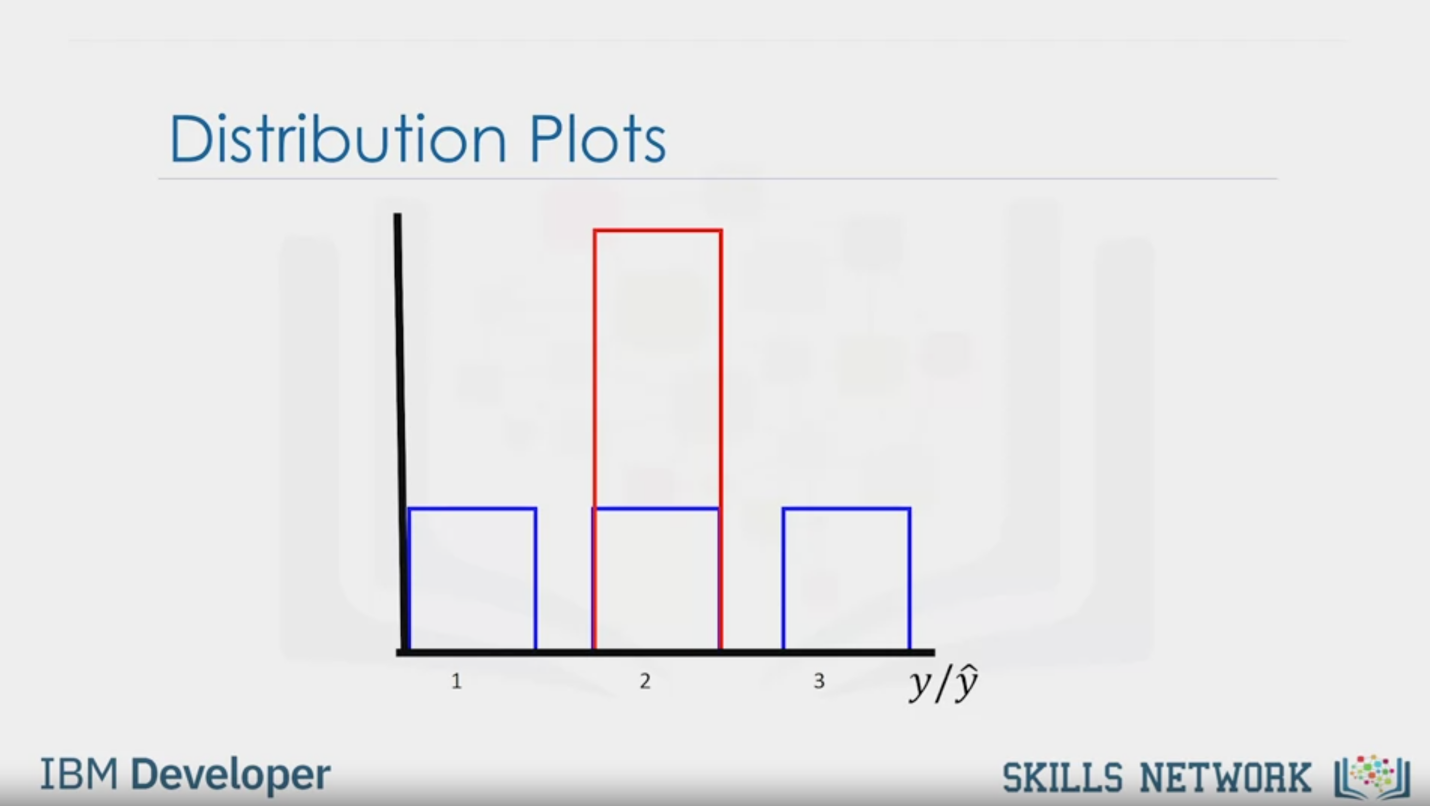 Distribution Plots
1 2 3 y/ŷ
IBM Developer
SKILLS NETWORK